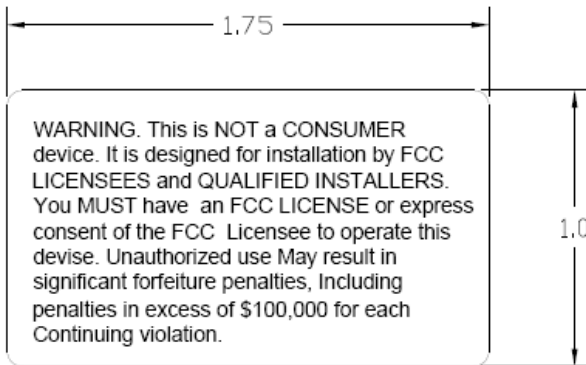 1.75
WARNING. This is NOT a CONSUMER
device. It is designed for installation by FCC
LICENSEES and QUALIFIED INSTALLERS.
You MUST have  an FCC LICENSE or express
consent of the FCC  Licensee to operate this
devise. Unauthorized use May result in
significant forfeiture penalties, Including
penalties in excess of $100,000 for each
Continuing violation.
1.0